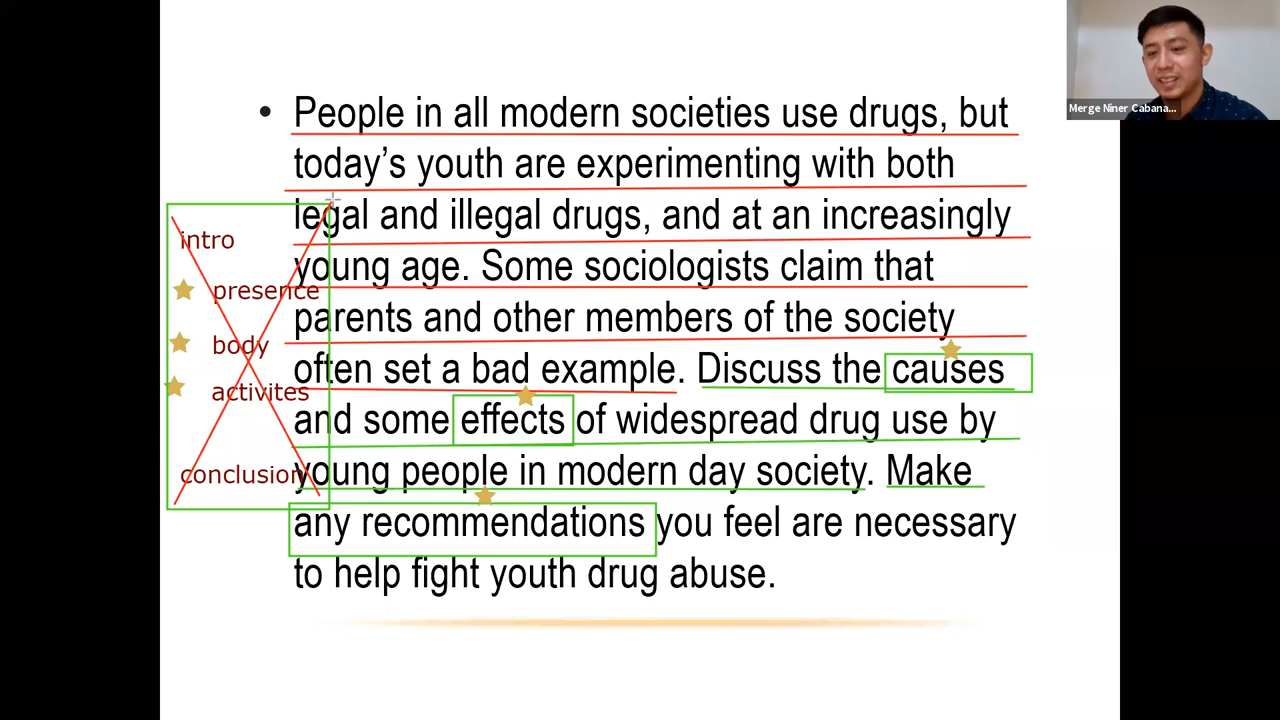 People in all modern societies use drugs, but
today’s youth are experimenting with both
legal and illegal drugs, and at an increasingly
young age. Some sociologists claim that
parents and other members of the society
often set a bad example. Discuss the causes
and some effects of widespread drug use by
young people in modern day society. Make
any recommendations you feel are necessary
to help fight youth drug abuse.
intro
presence
body
activites
conclusion
Merge Niner Cabana...